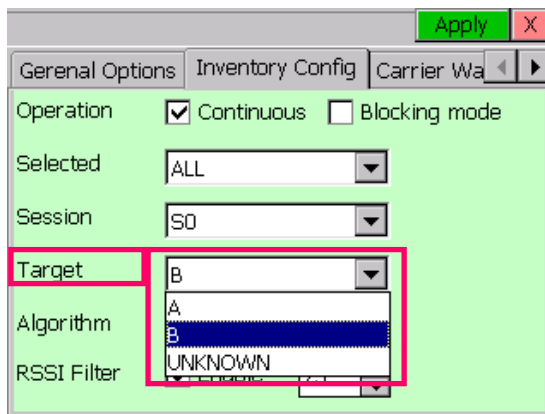 Apply X
Gerenal Options Inventory Config Carrier Wa
Operation Continuous Blocking mode
Selected ALL
Session S0
Target B
A
Algorithm B
UNKNOWN
RSSI Filter